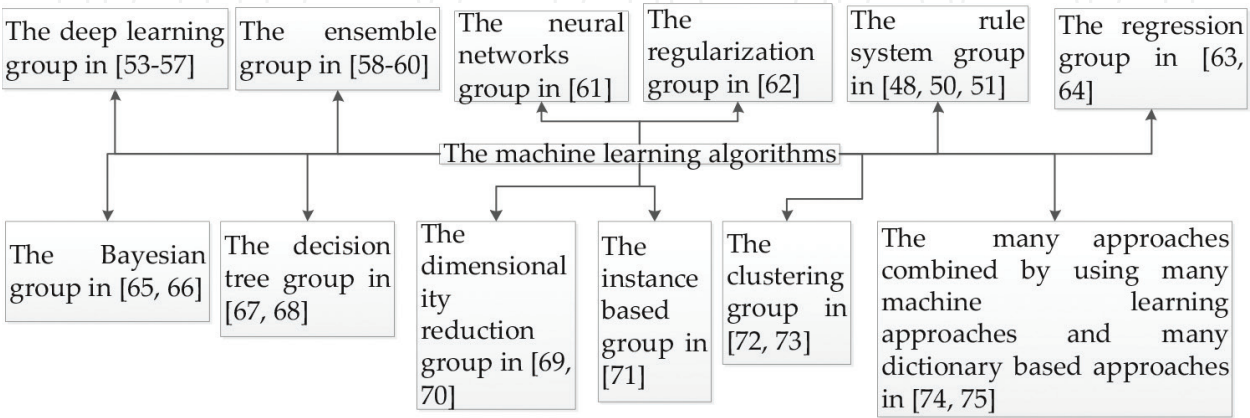 The deep learning
group in [53-57]
The ensemble
group in [58-60]
The neural
networks
group in [61]
The
regularization
group in [62]
The rule
system group
in [48, 50, 51]
The regression
group in [63,
64]
The machine learning algorithms
The Bayesian
group in [65, 66]
The decision
tree group in
[67, 68]
The
dimensional
ity
reduction
group in [69,
70]
The
instance
based
group in
[71]
The
clustering
group in
[72, 73]
The many approaches
combined by using many
machine learning
approaches and many
dictionary based approaches
in [74, 75]